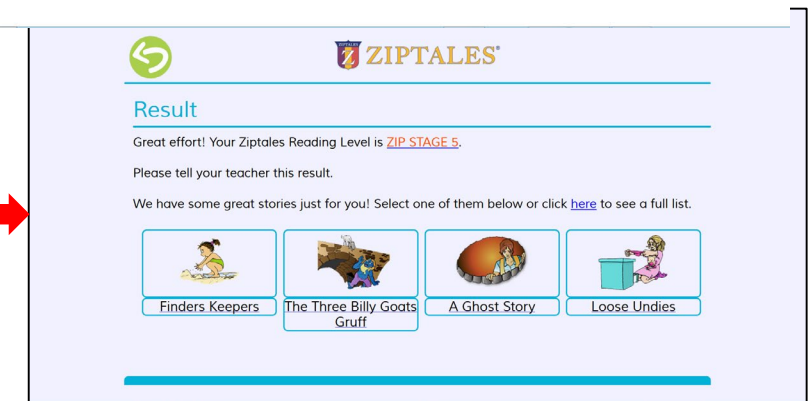 ZIPTALES
ZIPTALES®
Result
Great effort! Your Ziptales Reading Level is ZIP STAGE 5.
Please tell your teacher this result.
We have some great stories just for you! Select one of them below or click here to see a full list.
Finders Keepers
The Three Billy Goats
Gruff
A Ghost Story
Loose Undies